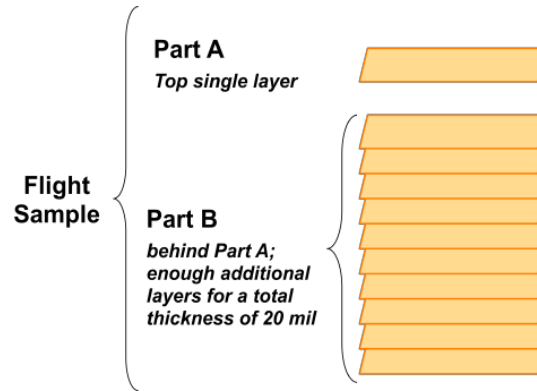 Part A
Top single layer
Flight
Sample
Part B
behind Part A;
enough additional
layers for a total
thickness of 20 mil